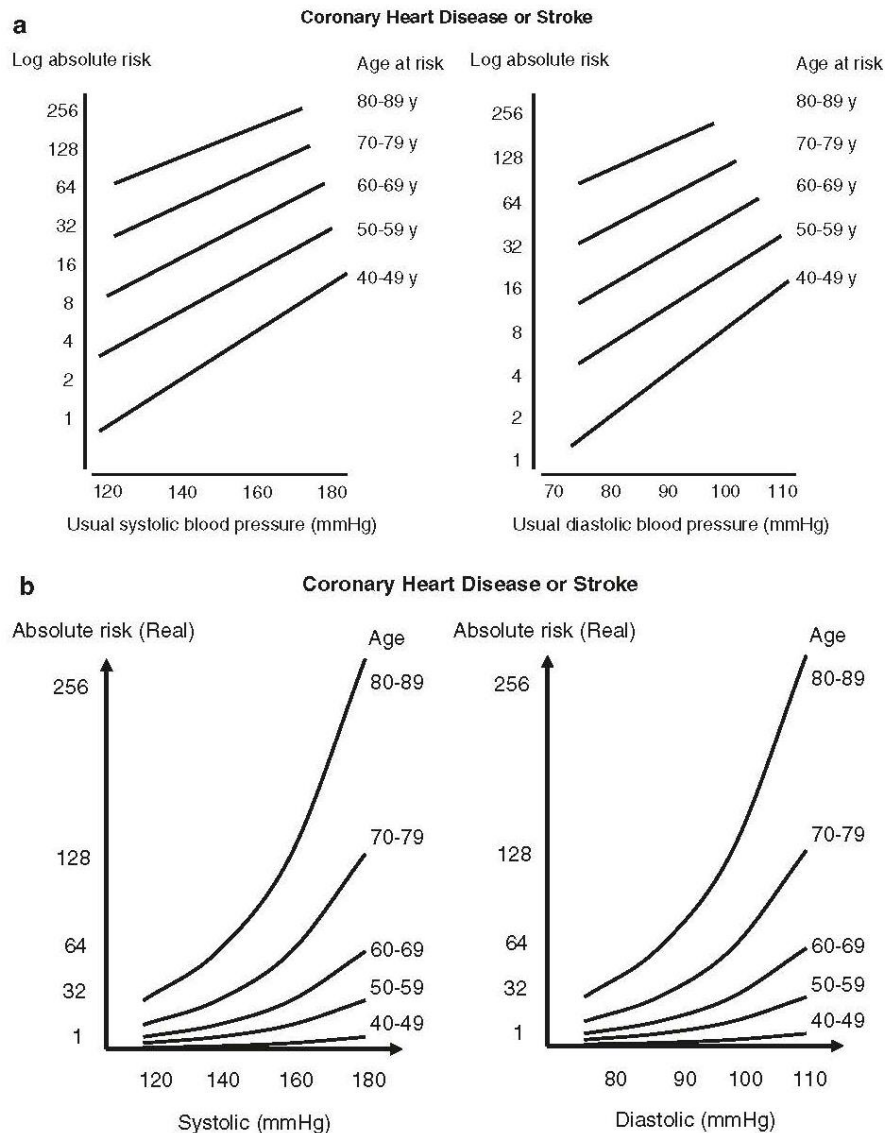 a
Coronary Heart Disease or Stroke
Log absolute risk
Age at risk
256
128
64
32
16
8
4
2
1
80-89 y
70-79 y
60-69 y
50-59 y
40-49 y
120 140 160 180
Usual systolic blood pressure (mmHg)
Log absolute risk
Age at risk
256
128
64
32
16
8
4
2
1
80-89 y
70-79 y
60-69 y
50-59 y
40-49 y
70 80 90 100 110
Usual diastolic blood pressure (mmHg)
b
Coronary Heart Disease or Stroke
Absolute risk (Real)
Age
256
128
64
32
1
80-89
70-79
60-69
50-59
40-49
120 140 160 180
Systolic (mmHg)
Absolute risk (Real)
Age
256
128
64
32
1
80-89
70-79
60-69
50-59
40-49
80 90 100 110
Diastolic (mmHg)